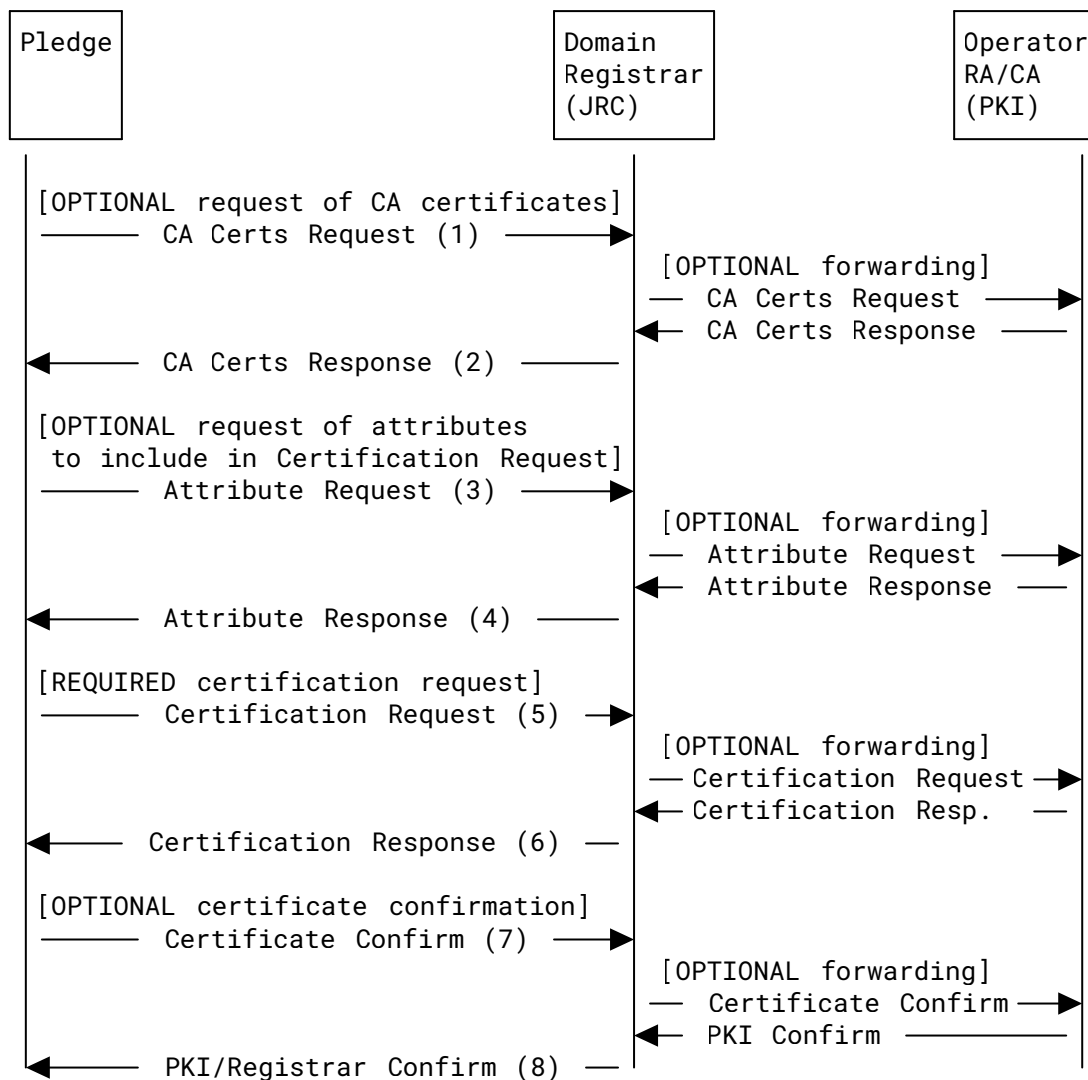 Pledge
Domain
Registrar
(JRC)
Operator
RA/CA
(PKI)
[OPTIONAL request of CA certificates]
CA Certs Request (1)
[OPTIONAL forwarding]
CA Certs Request
CA Certs Response
CA Certs Response (2)
[OPTIONAL request of attributes
to include in Certification Request]
Attribute Request (3)
[OPTIONAL forwarding]
Attribute Request
Attribute Response
Attribute Response (4)
[REQUIRED certification request]
Certification Request (5)
[OPTIONAL forwarding]
Certification Request
Certification Resp.
Certification Response (6)
[OPTIONAL certificate confirmation]
Certificate Confirm (7)
[OPTIONAL forwarding]
Certificate Confirm
PKI Confirm
PKI/Registrar Confirm (8)